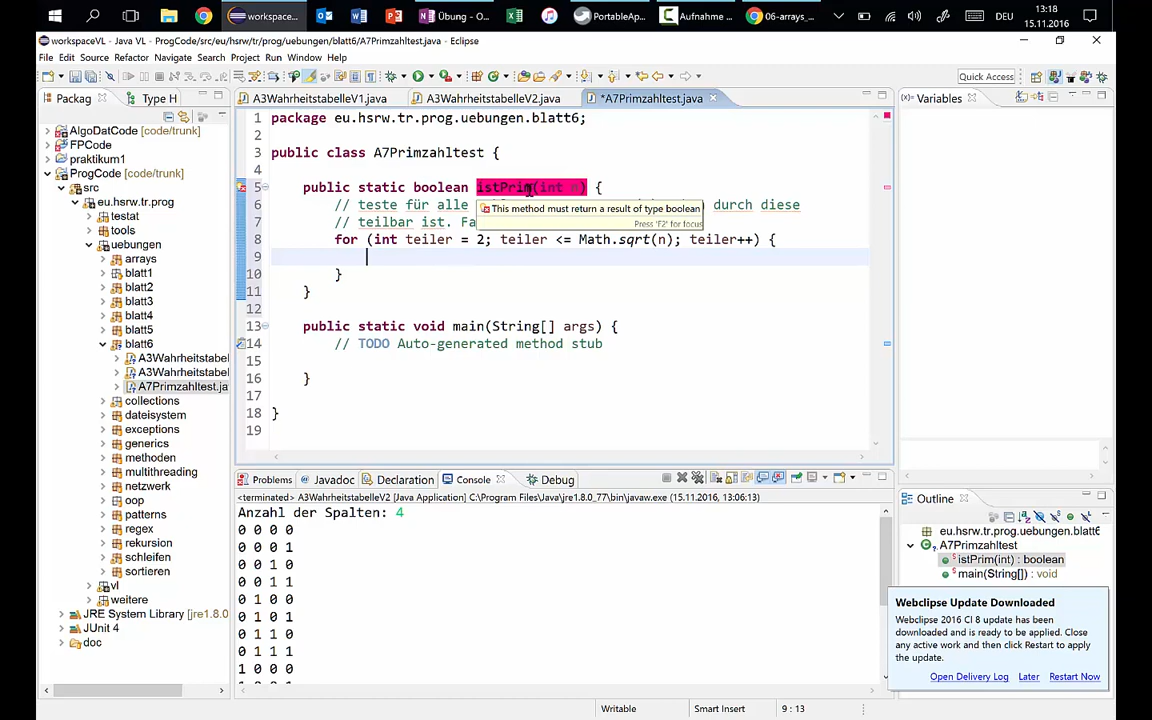 workspace...
Übung - O...
PortableAp...
Aufnahme ...
06-arrays_...
DEU
13:18
15.11.2016
workspaceVL - Java VL - ProgCode/src/eu/hsrw/tr/prog/uebungen/blatt6/A7Primzahltest.java - Eclipse
File Edit Source Refactor Navigate Search Project Run Window Help
Quick Access
Packag
Type H
A3WahrheitstabelleV1.java
A3WahrheitstabelleV2.java
*A7Primzahltest.java
(x)= Variables
AlgoDatCode [code/trunk]
FPCode
praktikum1
ProgCode [code/trunk]
src
eu.hsrw.tr.prog
testat
tools
uebungen
arrays
blatt1
blatt2
blatt3
blatt4
blatt5
blatt6
A3Wahrheitstabel
A3Wahrheitstabel
A7Primzahltest.ja
collections
dateisystem
exceptions
generics
methoden
multithreading
netzwerk
oop
patterns
regex
rekursion
schleifen
sortieren
vl
weitere
JRE System Library [jre1.8.0
JUnit 4
doc
1 package eu.hsrw.tr.prog.uebungen.blatt6;
2
3 public class A7Primzahltest {
4
5 public static boolean istPrim(int n) {
6 // teste für alle durch diese
This method must return a result of type boolean
7 // teilbar ist. Fa
Press 'F2' for focus
8 for (int teiler = 2; teiler <= Math.sqrt(n); teiler++) {
9
10 }
11 }
12
13 public static void main(String[] args) {
14 // TODO Auto-generated method stub
15
16 }
17
18 }
19
Problems
Javadoc
Declaration
Console
Debug
<terminated> A3WahrheitstabelleV2 [Java Application] C:\Program Files\Java\jre1.8.0_77\bin\javaw.exe (15.11.2016, 13:06:13)
Anzahl der Spalten: 4
0 0 0 0
0 0 0 1
0 0 1 0
0 0 1 1
0 1 0 0
0 1 0 1
0 1 1 0
0 1 1 1
1 0 0 0
Outline
eu.hsrw.tr.prog.uebungen.blatt6
A7Primzahltest
istPrim(int) : boolean
main(String[]) : void
Webclipse Update Downloaded
Webclipse 2016 CI 8 update has been
downloaded and is ready to be applied. Close
any active work and then click Restart to apply
the update.
Open Delivery Log Later Restart Now
Writable
Smart Insert
9 : 13